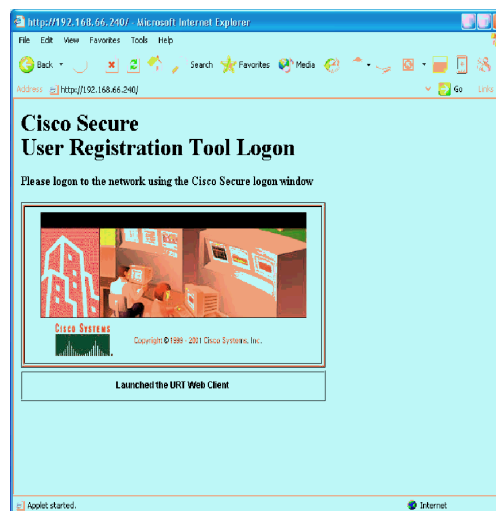 http://192.168.66.240/ - Microsoft Internet Explorer
File Edit View Favorites Tools Help
Back Search Favorites Media
Address http://192.168.66.240/ Go Links
Cisco Secure
User Registration Tool Logon
Please logon to the network using the Cisco Secure logon window
CISCO SYSTEMS
Copyright © 1999 - 2001 Cisco Systems, Inc.
Launched the URT Web Client
Applet started. Internet